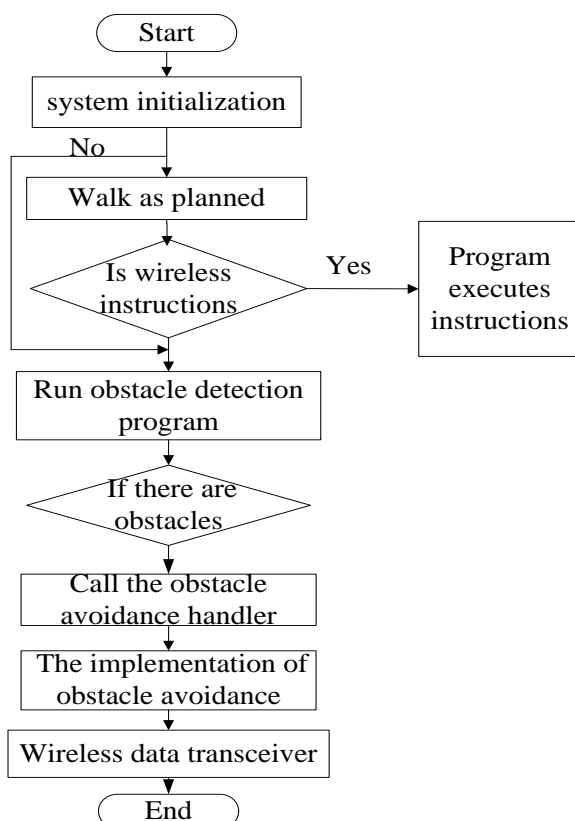 Start
system initialization
No
Walk as planned
Is wireless
instructions
Yes
Program
executes
instructions
Run obstacle detection
program
If there are
obstacles
Call the obstacle
avoidance handler
The implementation of
obstacle avoidance
Wireless data transceiver
End